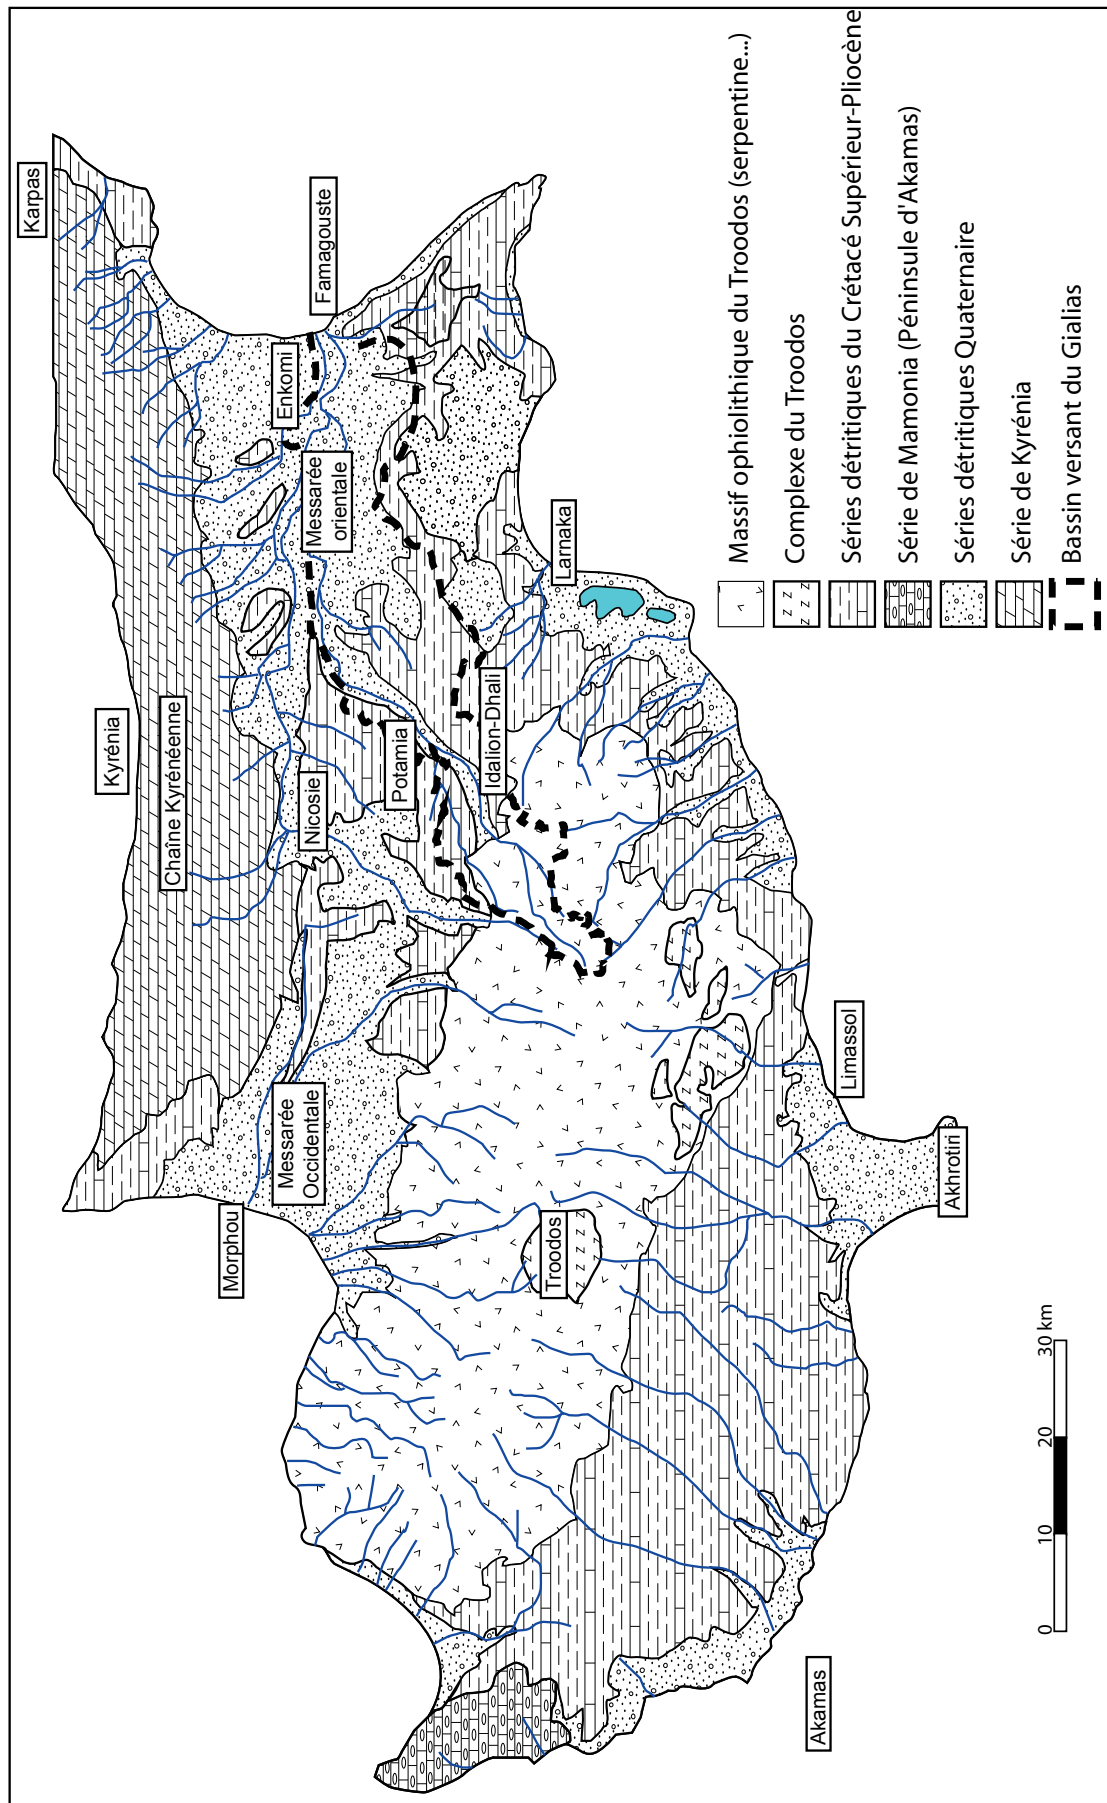 Karpas
Kyrénia
Chaîne Kyrénéenne
Famagouste
Enkomi
Messarée
orientale
Nicosie
Potamia
Idalion-Dhali
Larnaka
Messarée
Occidentale
Morphou
Troodos
Limassol
Akhrotiri
Akamas
0
10
20
30 km
Massif ophiolithique du Troodos (serpentine...)
Complexe du Troodos
Séries détritiques du Crétacé Supérieur-Pliocène
Série de Mamonia (Péninsule d'Akamas)
Séries détritiques Quaternaire
Série de Kyrénia
Bassin versant du Gialias